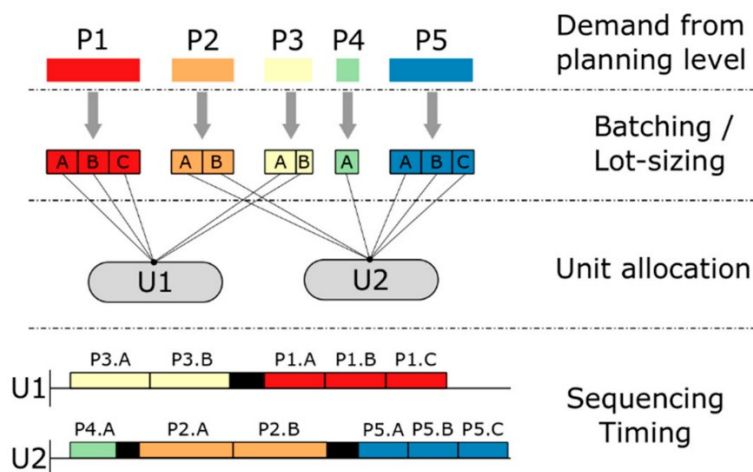 P1 P2 P3 P4 P5
Demand from
planning level
A B C A B A B A A B C
Batching /
Lot-sizing
U1 U2
Unit allocation
P3.A P3.B P1.A P1.B P1.C
U1
P4.A P2.A P2.B P5.A P5.B P5.C
U2
Sequencing
Timing